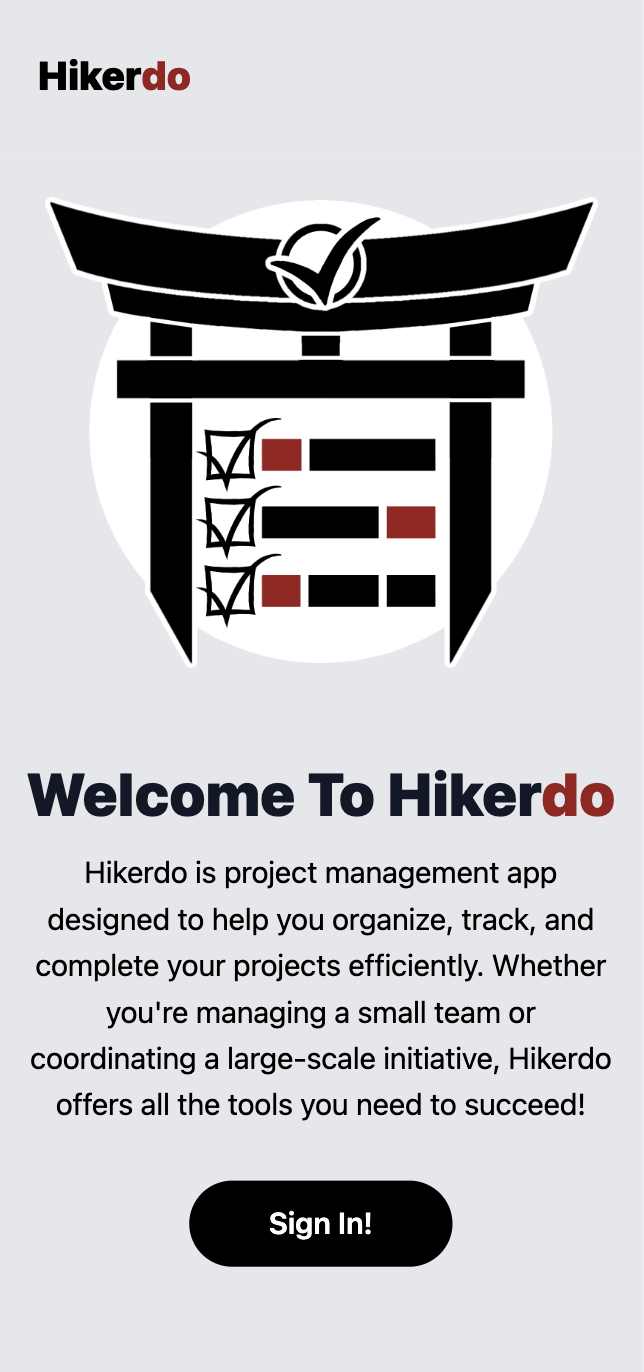 Hikerdo
Welcome To Hikerdo
Hikerdo is project management app
designed to help you organize, track, and
complete your projects efficiently. Whether
you're managing a small team or
coordinating a large-scale initiative, Hikerdo
offers all the tools you need to succeed!
Sign In!